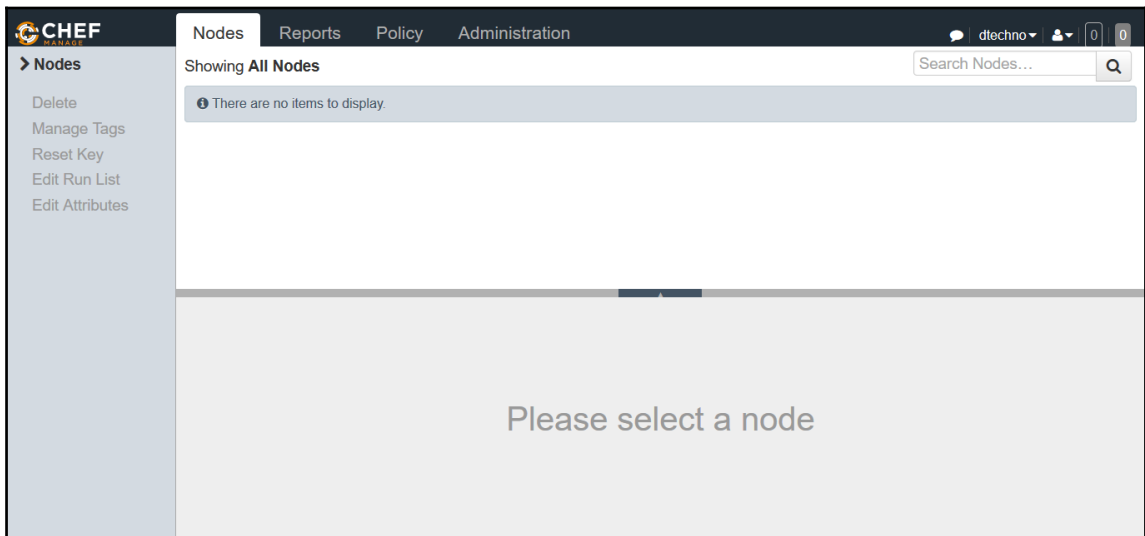 CHEF
MANAGE
Nodes Reports Policy Administration
dtechno 0 0
Nodes
Delete
Manage Tags
Reset Key
Edit Run List
Edit Attributes
Showing All Nodes
Search Nodes...
There are no items to display.
Please select a node